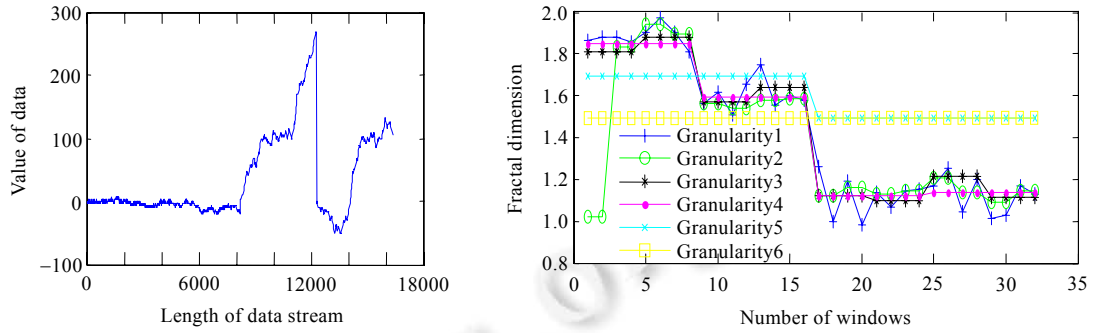 300
200
100
0
−100
0
6000
12000
18000
Value of data
Length of data stream
2.0
1.8
1.6
1.4
1.2
1.0
0.8
0
5
10
15
20
25
30
35
Fractal dimension
Number of windows
Granularity1
Granularity2
Granularity3
Granularity4
Granularity5
Granularity6